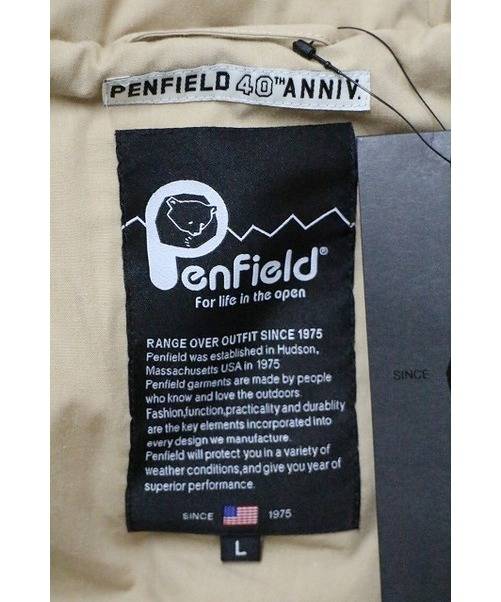 PENFIELD 40TH ANNIV.
Penfield®
For life in the open
RANGE OVER OUTFIT SINCE 1975
Penfield was established in Hudson,
Massachusetts USA in 1975
Penfield garments are made by people
who know and love the outdoors.
Fashion,function,practicality and durablity
are the key elements incorporated into
every design we manufacture.
Penfield will protect you in a variety of
weather conditions,and give you year of
superior performance.
SINCE 1975
L
SINCE